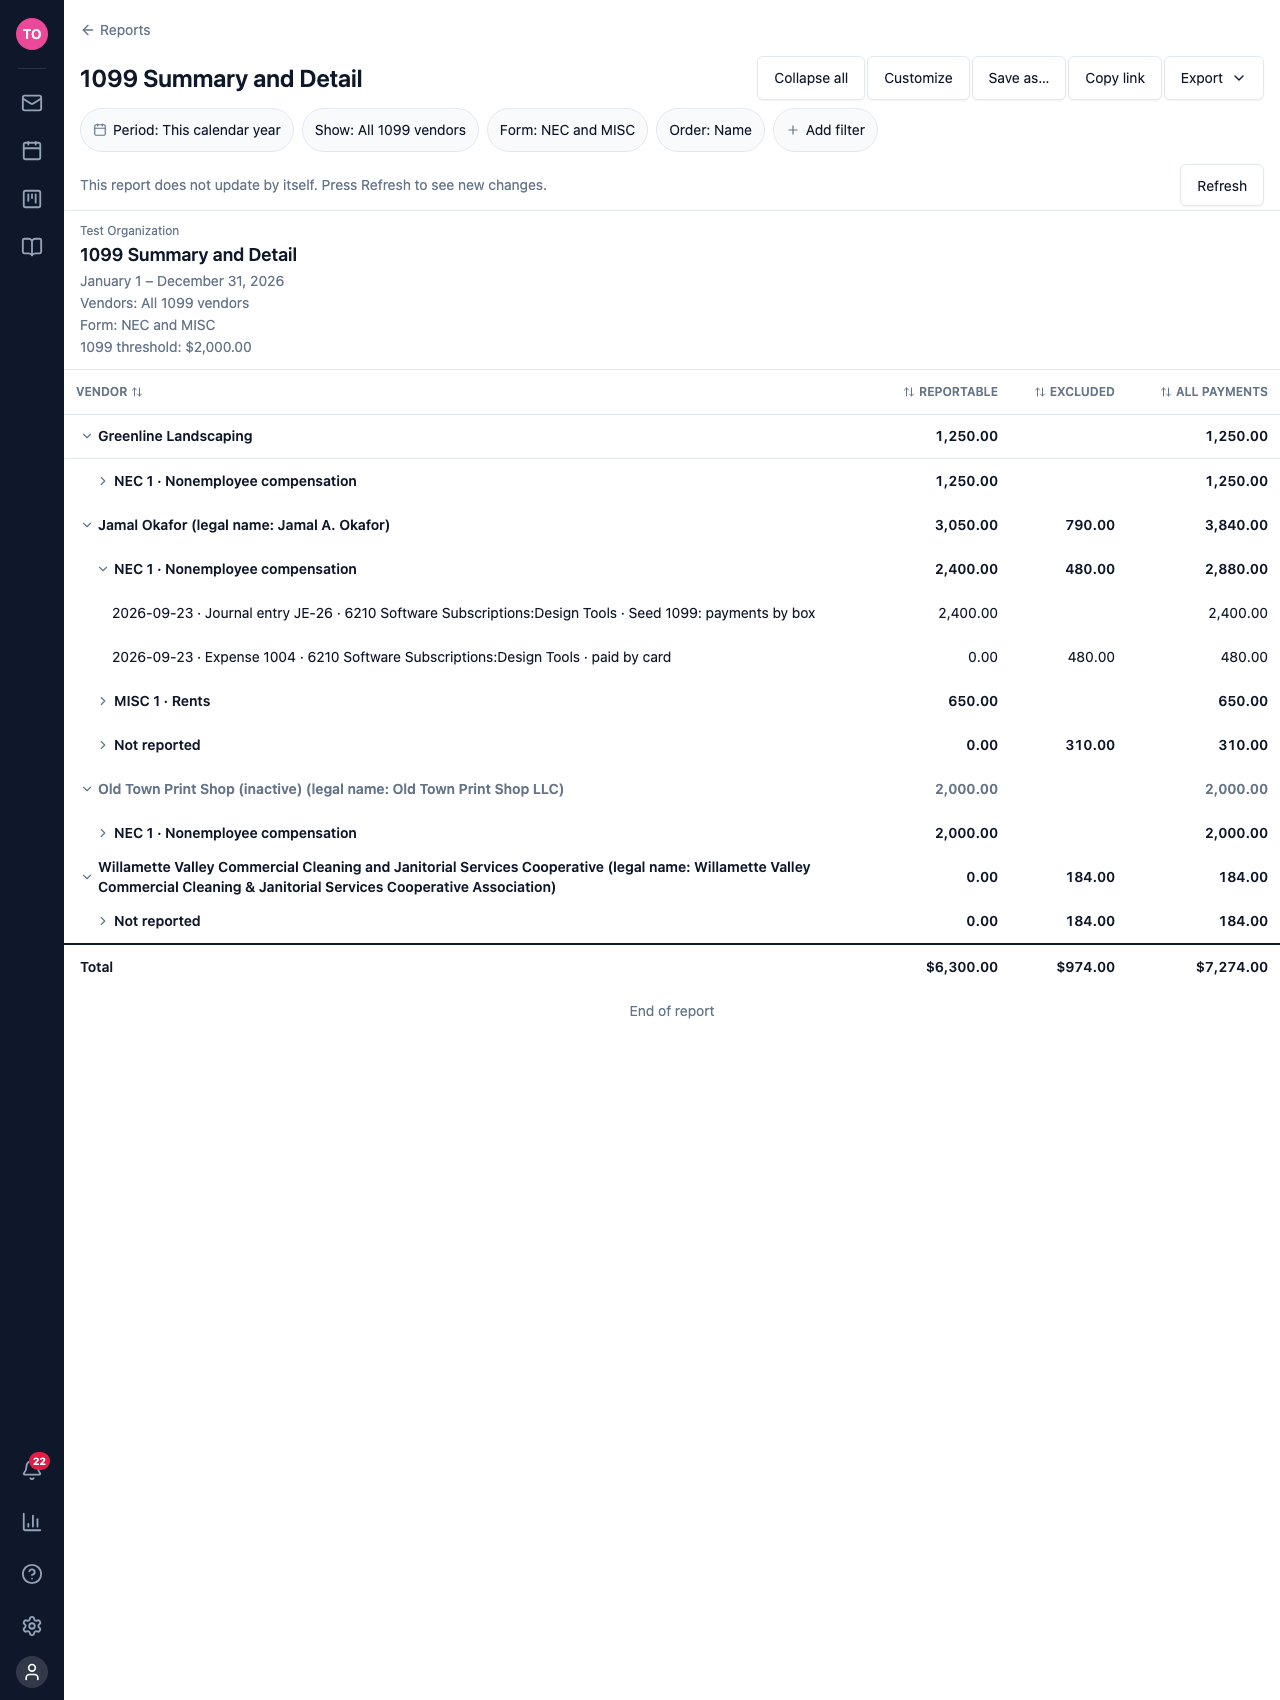 TO
Reports
1099 Summary and Detail
Collapse all
Customize
Save as...
Copy link
Export
Period: This calendar year
Show: All 1099 vendors
Form: NEC and MISC
Order: Name
Add filter
This report does not update by itself. Press Refresh to see new changes.
Refresh
Test Organization
1099 Summary and Detail
January 1 – December 31, 2026
Vendors: All 1099 vendors
Form: NEC and MISC
1099 threshold: $2,000.00
VENDOR REPORTABLE EXCLUDED ALL PAYMENTS
Greenline Landscaping 1,250.00 1,250.00
NEC 1 · Nonemployee compensation 1,250.00 1,250.00
Jamal Okafor (legal name: Jamal A. Okafor) 3,050.00 790.00 3,840.00
NEC 1 · Nonemployee compensation 2,400.00 480.00 2,880.00
2026-09-23 · Journal entry JE-26 · 6210 Software Subscriptions:Design Tools · Seed 1099: payments by box 2,400.00 2,400.00
2026-09-23 · Expense 1004 · 6210 Software Subscriptions:Design Tools · paid by card 0.00 480.00 480.00
MISC 1 · Rents 650.00 650.00
Not reported 0.00 310.00 310.00
Old Town Print Shop (inactive) (legal name: Old Town Print Shop LLC) 2,000.00 2,000.00
NEC 1 · Nonemployee compensation 2,000.00 2,000.00
Willamette Valley Commercial Cleaning and Janitorial Services Cooperative (legal name: Willamette Valley
Commercial Cleaning & Janitorial Services Cooperative Association) 0.00 184.00 184.00
Not reported 0.00 184.00 184.00
Total $6,300.00 $974.00 $7,274.00
End of report
22